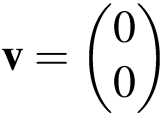 v = (0
0)